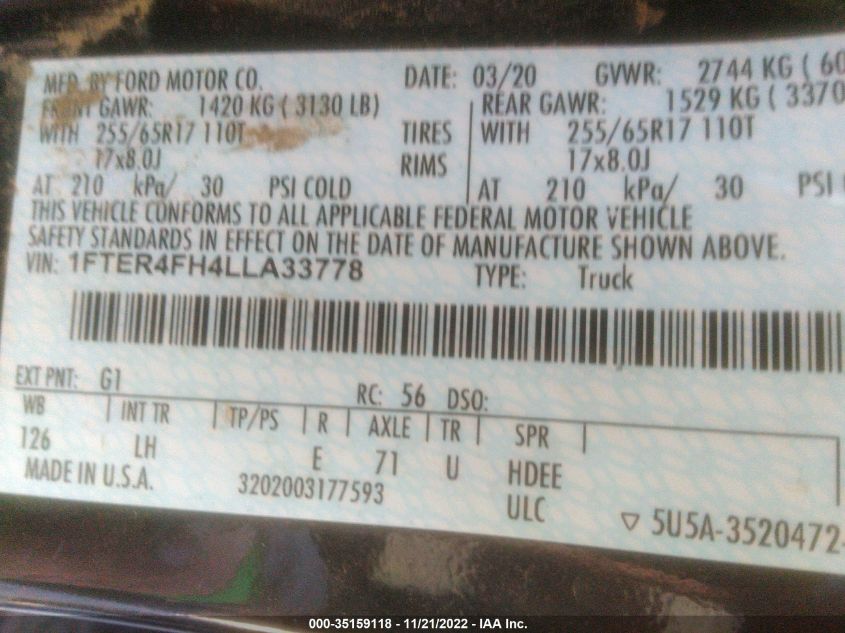 MFD. BY FORD MOTOR CO. DATE: 03/20 GVWR: 2744 KG ( 60
FRONT GAWR: 1420 KG ( 3130 LB) REAR GAWR: 1529 KG ( 3370
WITH 255/65R17 110T TIRES WITH 255/65R17 110T
17x8.0J RIMS 17x8.0J
AT 210 kPa/ 30 PSI COLD AT 210 kPa/ 30 PSI
THIS VEHICLE CONFORMS TO ALL APPLICABLE FEDERAL MOTOR VEHICLE
SAFETY STANDARDS IN EFFECT ON THE DATE OF MANUFACTURE SHOWN ABOVE.
VIN: 1FTER4FH4LLA33778 TYPE: Truck
EXT PNT: G1 RC: 56 DSO:
WB INT TR TP/PS R AXLE TR SPR
126 LH E 71 U HDEE
MADE IN U.S.A. 3202003177593 ULC
▽ 5U5A-3520472-
000-35159118 - 11/21/2022 - IAA Inc.